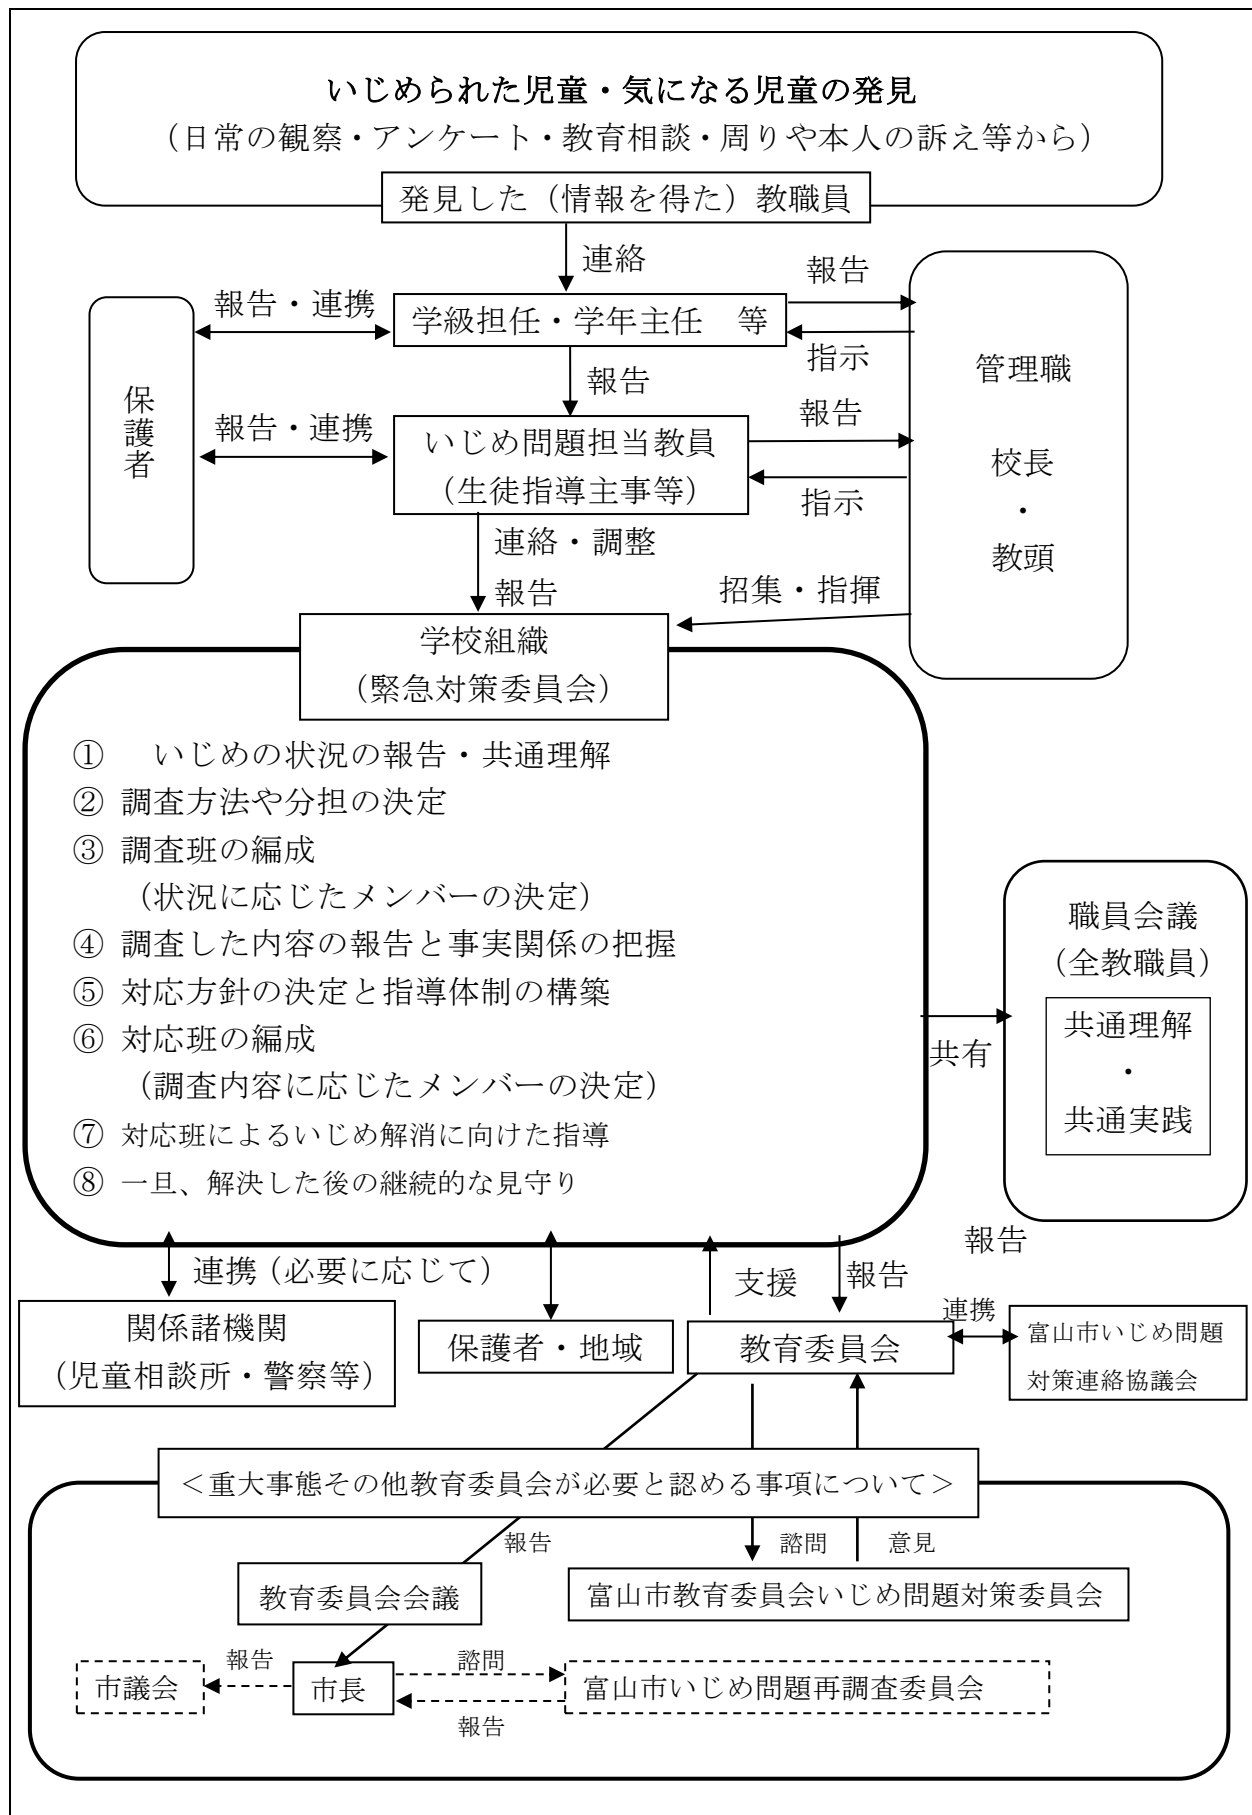 いじめられた児童・気になる児童の発見
（日常の観察・アンケート・教育相談・周りや本人の訴え等から）
発見した（情報を得た）教職員
連絡
報告・連携
学級担任・学年主任　等
報告
指示
保護者
報告
管理職
校長
・
教頭
報告・連携
いじめ問題担当教員
（生徒指導主事等）
報告
指示
連絡・調整
報告
招集・指揮
学校組織
（緊急対策委員会）
①　いじめの状況の報告・共通理解
② 調査方法や分担の決定
③ 調査班の編成
（状況に応じたメンバーの決定）
④ 調査した内容の報告と事実関係の把握
⑤ 対応方針の決定と指導体制の構築
⑥ 対応班の編成
（調査内容に応じたメンバーの決定）
⑦ 対応班によるいじめ解消に向けた指導
⑧ 一旦、解決した後の継続的な見守り
共有
職員会議
（全教職員）
共通理解
・
共通実践
報告
連携（必要に応じて）
支援
報告
関係諸機関
（児童相談所・警察等）
保護者・地域
教育委員会
連携
富山市いじめ問題
対策連絡協議会
＜重大事態その他教育委員会が必要と認める事項について＞
報告
諮問
意見
教育委員会会議
富山市教育委員会いじめ問題対策委員会
市議会
報告
市長
諮問
報告
富山市いじめ問題再調査委員会